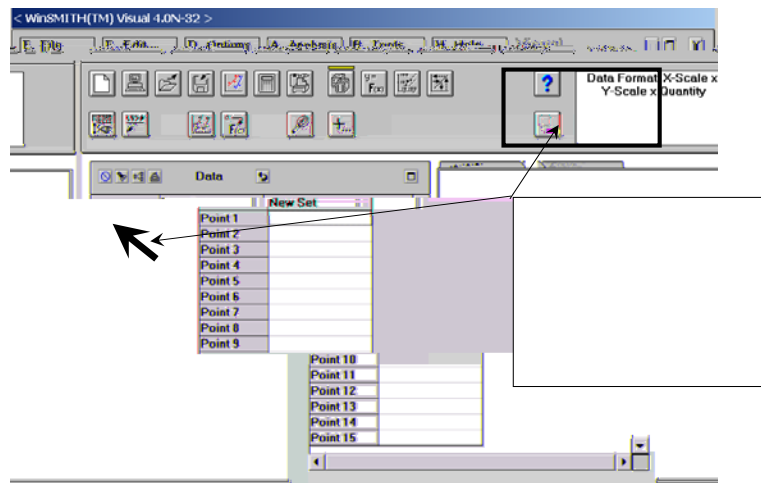 < WinSMITH(TM) Visual 4.0N-32 >
?
Data Format X-Scale x
Y-Scale x Quantity
Data
New Set
Point 1
Point 2
Point 3
Point 4
Point 5
Point 6
Point 7
Point 8
Point 9
Point 10
Point 11
Point 12
Point 13
Point 14
Point 15